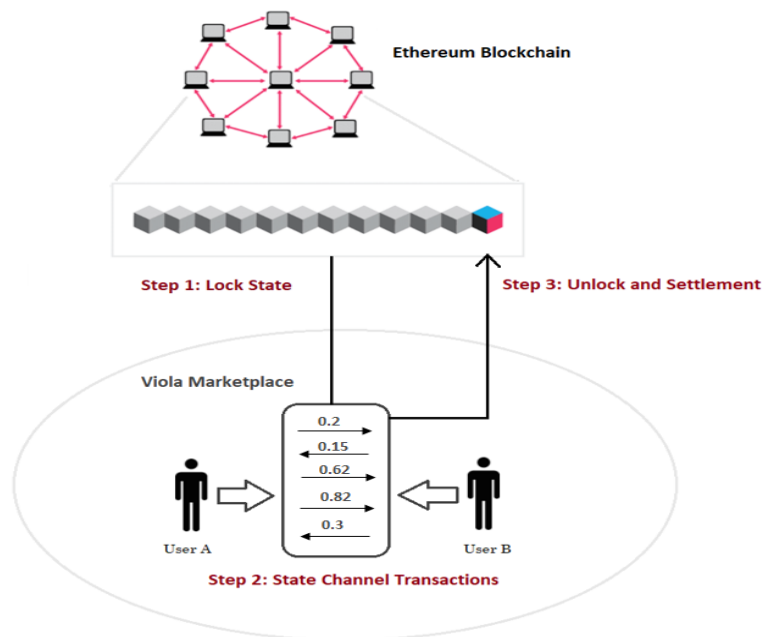 Ethereum Blockchain
Step 1: Lock State
Step 3: Unlock and Settlement
Viola Marketplace
0.2
0.15
0.62
0.82
0.3
User A
User B
Step 2: State Channel Transactions